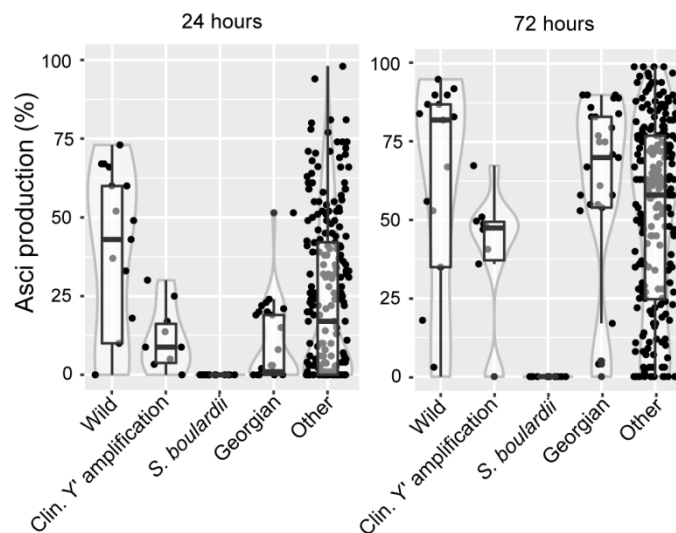 24 hours
72 hours
Asci production (%)
100
75
50
25
0
Wild
Clin. Y' amplification
S. boulardii
Georgian
Other
100
75
50
25
0
Wild
Clin. Y' amplification
S. boulardii
Georgian
Other